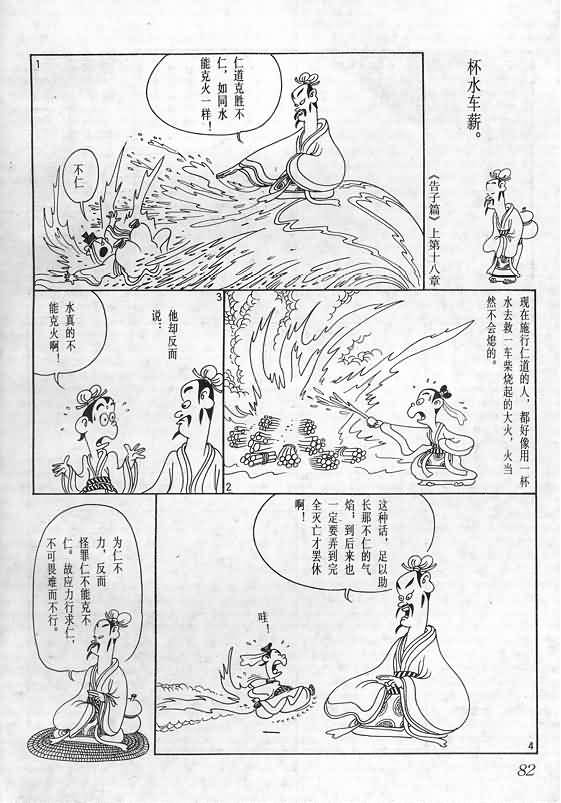 杯水车薪。
《告子篇》上第十八章
1
仁道克胜不
仁，如同水
能克火一样！
不仁
现在施行仁道的人，都好像用一杯
水去救一车柴烧起的大火，火当
然不会熄的。
2
3
他却反而
说：
水真的不
能克火啊！
这种话，足以助
长那不仁的气
焰；到后来也
一定要弄到完
全灭亡才罢休
啊！
哇！
4
为仁不
力，反而
怪罪仁不能克不
仁。故应力行求仁，
不可畏难而不行。
82